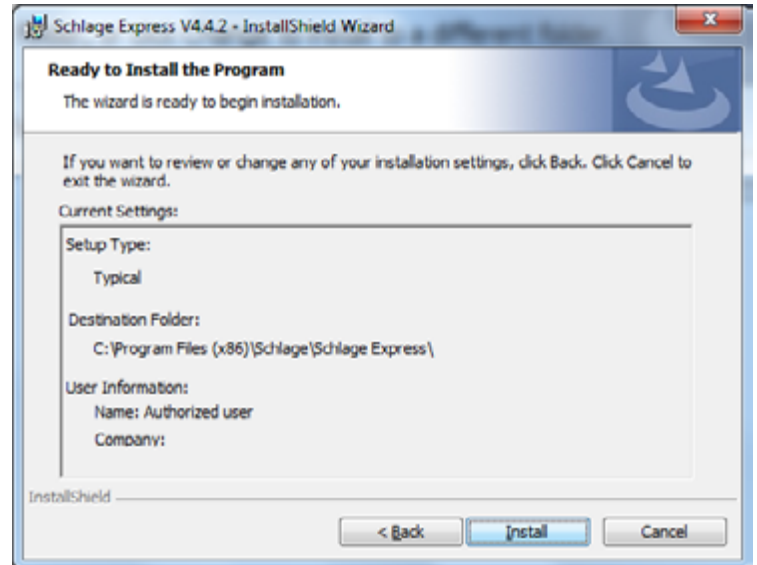 Schlage Express V4.4.2 - InstallShield Wizard
Ready to Install the Program
The wizard is ready to begin installation.
If you want to review or change any of your installation settings, click Back. Click Cancel to
exit the wizard.
Current Settings:
Setup Type:
Typical
Destination Folder:
C:\Program Files (x86)\Schlage\Schlage Express\
User Information:
Name: Authorized user
Company:
InstallShield
< Back
Install
Cancel